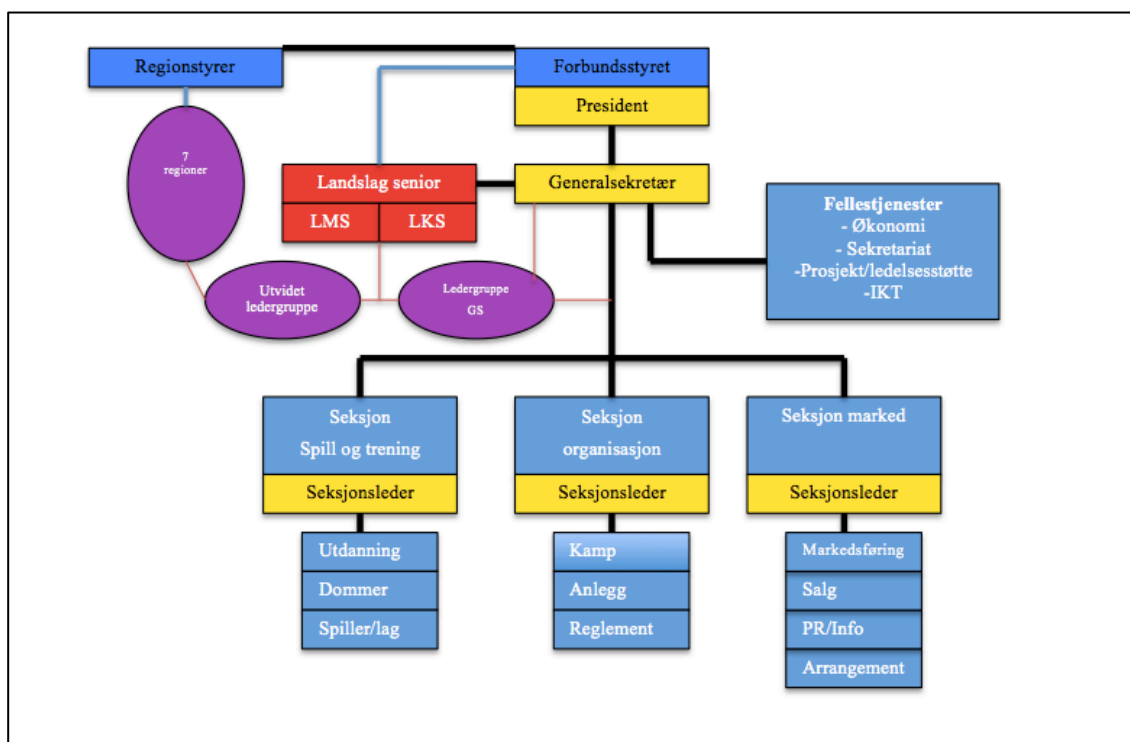 Regionstyrer
Forbundsstyret
President
7
regioner
Landslag senior
LMS
LKS
Generalsekretær
Fellestjenester
- Økonomi
- Sekretariat
-Prosjekt/ledelsesstøtte
-IKT
Utvidet
ledergruppe
Ledergruppe
GS
Seksjon
Spill og trening
Seksjonsleder
Utdanning
Dommer
Spiller/lag
Seksjon
organisasjon
Seksjonsleder
Kamp
Anlegg
Reglement
Seksjon marked
Seksjonsleder
Markedsføring
Salg
PR/Info
Arrangement